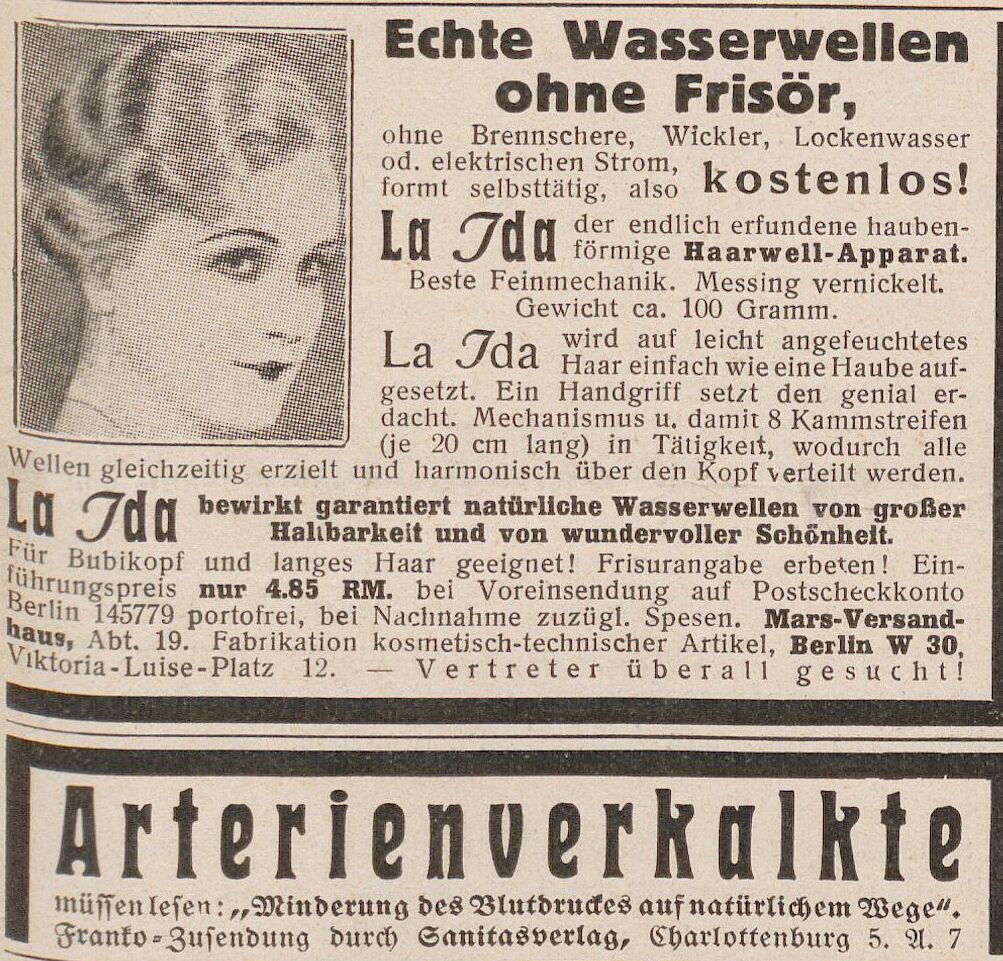 Echte Wasserwellen
ohne Frisör,
ohne Brennschere, Wickler, Lockenwasser
od. elektrischen Strom,
formt selbsttätig, also kostenlos!
La Ida der endlich erfundene hauben-
förmige Haarwell-Apparat.
Beste Feinmechanik. Messing vernickelt.
Gewicht ca. 100 Gramm.
La Ida wird auf leicht angefeuchtetes
Haar einfach wie eine Haube auf-
gesetzt. Ein Handgriff setzt den genial er-
dacht. Mechanismus u. damit 8 Kammstreifen
(je 20 cm lang) in Tätigkeit, wodurch alle
Wellen gleichzeitig erzielt und harmonisch über den Kopf verteilt werden.
La Ida bewirkt garantiert natürliche Wasserwellen von großer
Haltbarkeit und von wundervoller Schönheit.
Für Bubikopf und langes Haar geeignet! Frisurangabe erbeten! Ein-
führungspreis nur 4.85 RM. bei Voreinsendung auf Postscheckkonto
Berlin 145779 portofrei, bei Nachnahme zuzügl. Spesen. Mars-Versand-
haus, Abt. 19. Fabrikation kosmetisch-technischer Artikel, Berlin W 30,
Viktoria-Luise-Platz 12. — Vertreter überall gesucht!
Arterienverkalkte
müssen lesen: „Minderung des Blutdruckes auf natürlichem Wege“.
Franko-Zusendung durch Sanitasverlag, Charlottenburg 5. A. 7